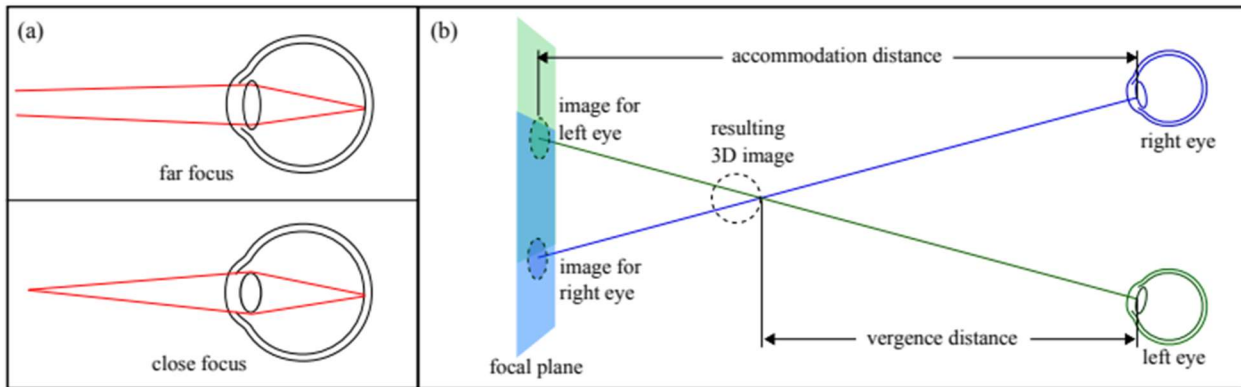 (a)
far focus
close focus
(b)
accommodation distance
image for
left eye
resulting
3D image
right eye
image for
right eye
vergence distance
left eye
focal plane